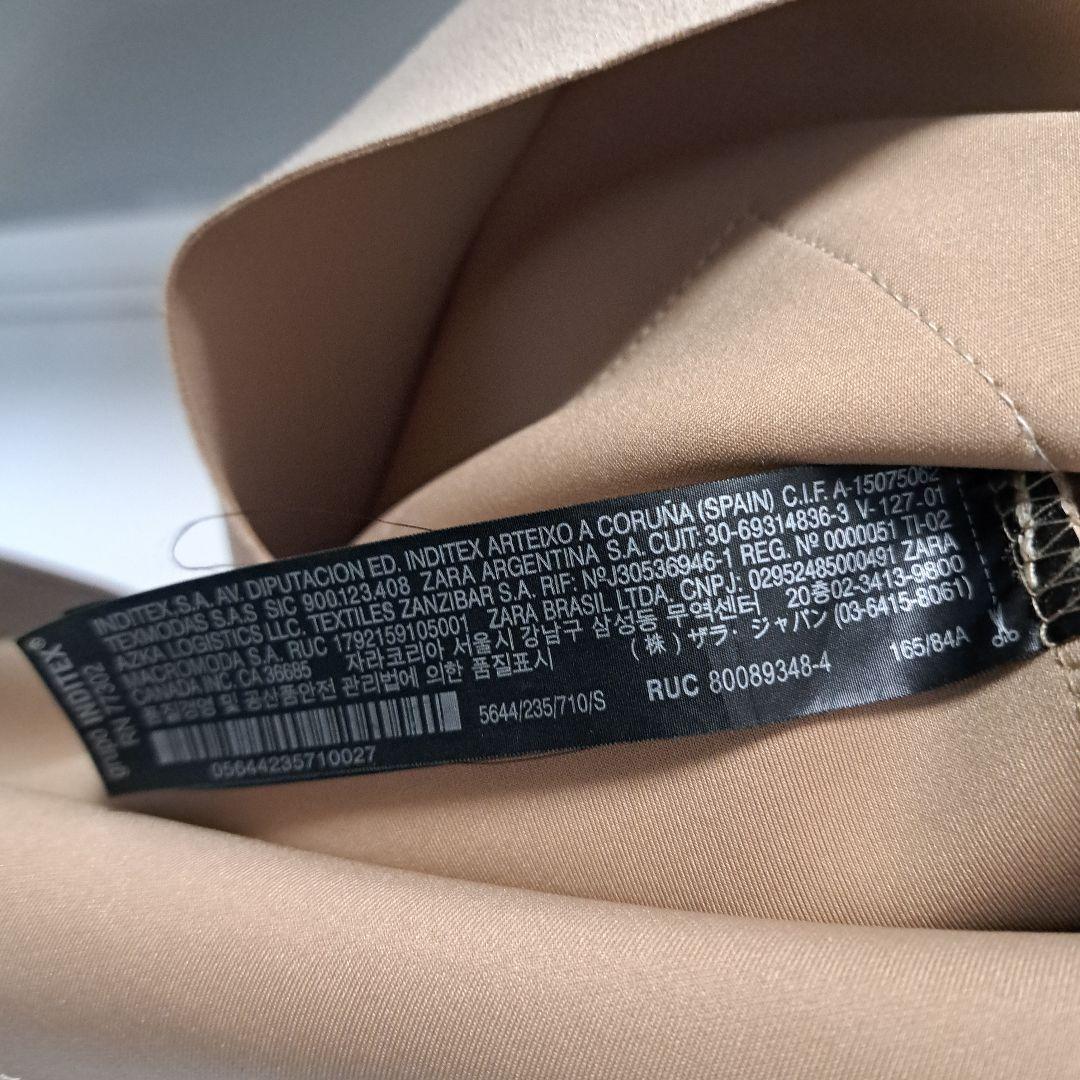 INDITEX, S.A. AV. DIPUTACION ED. INDITEX ARTEIXO A CORUÑA (SPAIN) C.I.F. A-15075062
TEXMODAS S.A.S SIC 900.123.408 ZARA ARGENTINA S.A. CUIT: 30-69314836-3 V-127_01
AZKA LOGISTICS LLC. TEXTILES ZANZIBAR S.A. RIF: NºJ30536946-1 REG. Nº 0000051 TI-02
MACROMODA S.A. RUC 1792159105001 ZARA BRASIL LTDA. CNPJ: 02952485000491 ZARA
CANADA INC. CA 36685 자라코리아 서울시 강남구 삼성동 무역센터 20층02-3413-9800
품질경영 및 공산품안전 관리법에 의한 품질표시 (株) ザラ・ジャパン (03-6415-8061)
05644235710027
5644/235/710/S
RUC 80089348-4
165/84A
grupo INDITEX®
RN 77302